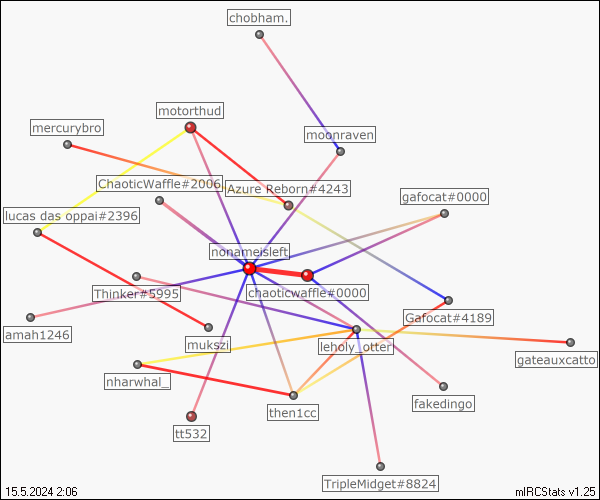 chobham.
motorthud
mercurybro
moonraven
ChaoticWaffle#2006
Azure Reborn#4243
gafocat#0000
lucas das oppai#2396
nonameisleft
Thinker#5995
chaoticwaffle#0000
Gafocat#4189
amah1246
mukszi
leholy_otter
gateauxcatto
nharwhal_
then1cc
fakedingo
tt532
TripleMidget#8824
15.5.2024 2:06
mIRCStats v1.25